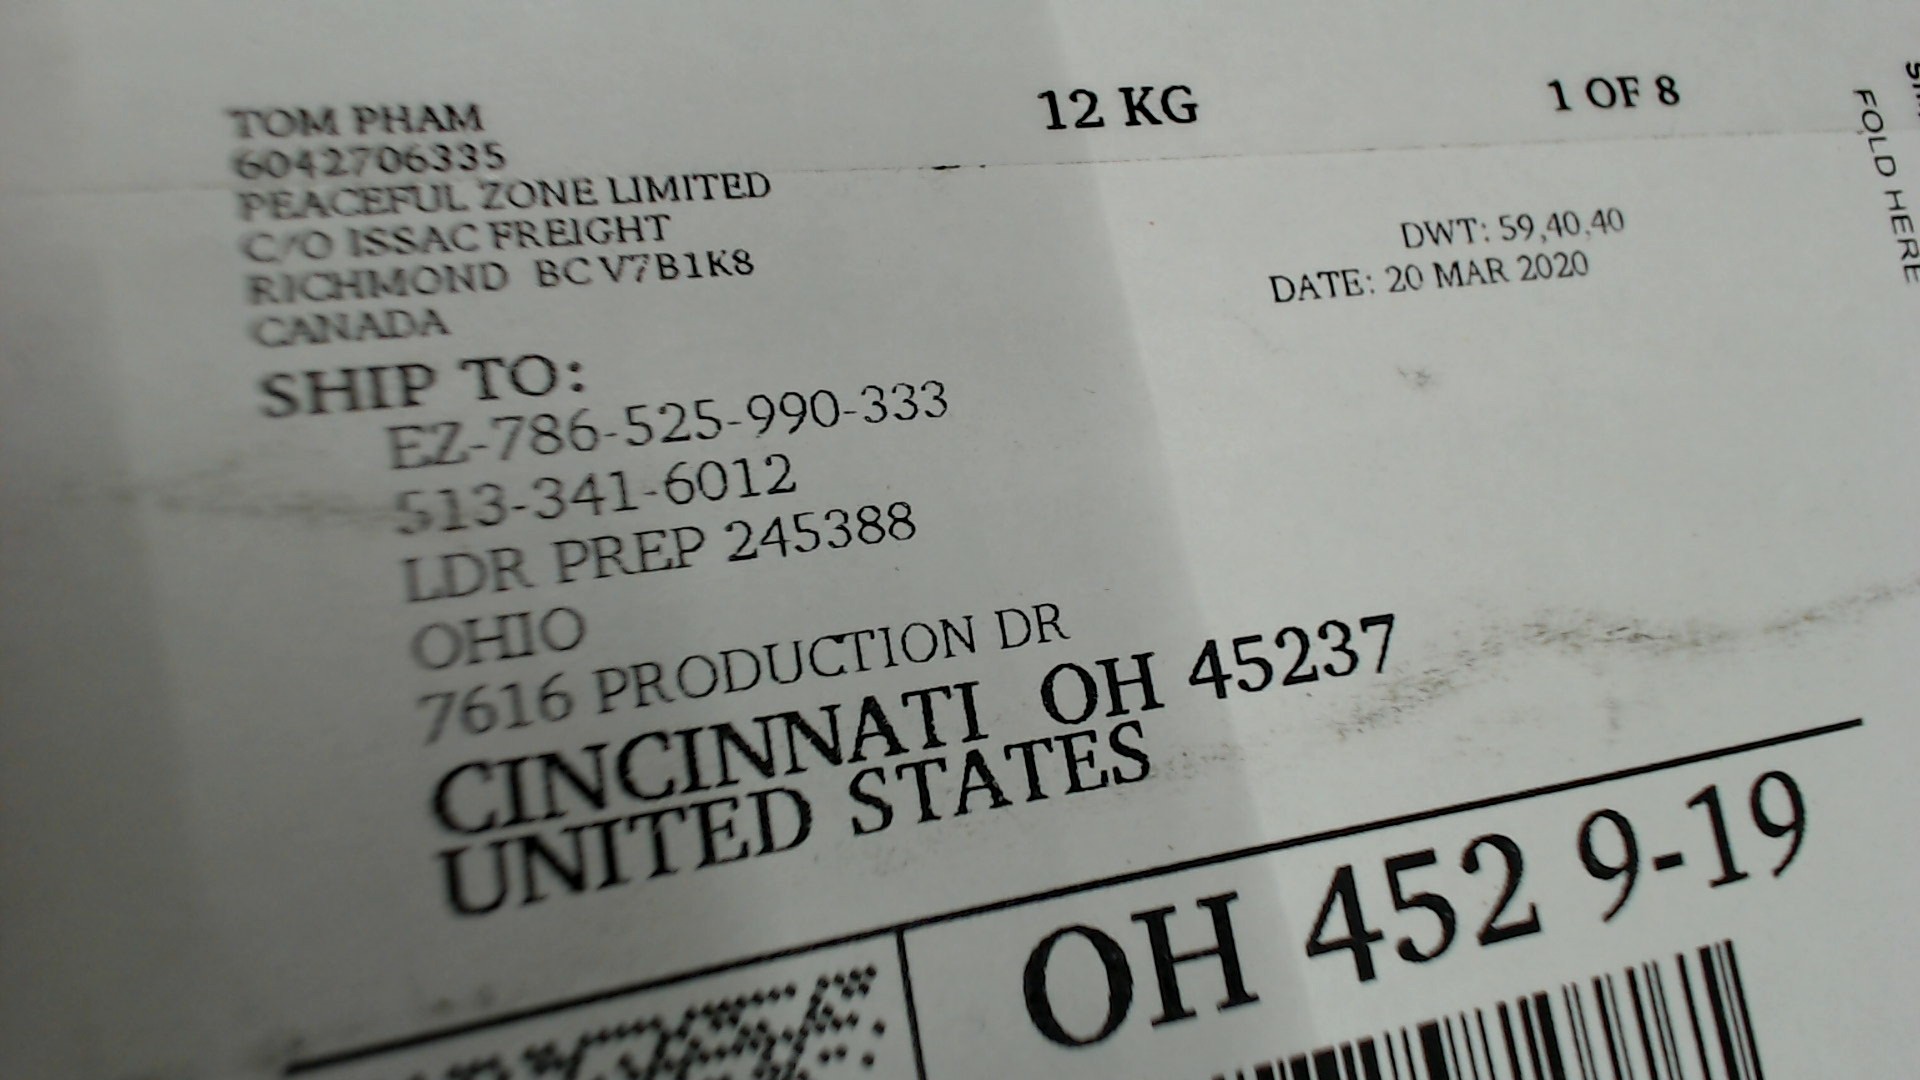 TOM PHAM
6042706335
PEACEFUL ZONE LIMITED
C/O ISSAC FREIGHT
RICHMOND BC V7B1K8
CANADA
12 KG
1 OF 8
DWT: 59,40,40
DATE: 20 MAR 2020
SHIP TO:
EZ-786-525-990-333
513-341-6012
LDR PREP 245388
OHIO
7616 PRODUCTION DR
CINCINNATI OH 45237
UNITED STATES
OH 452 9-19
FOLD HERE